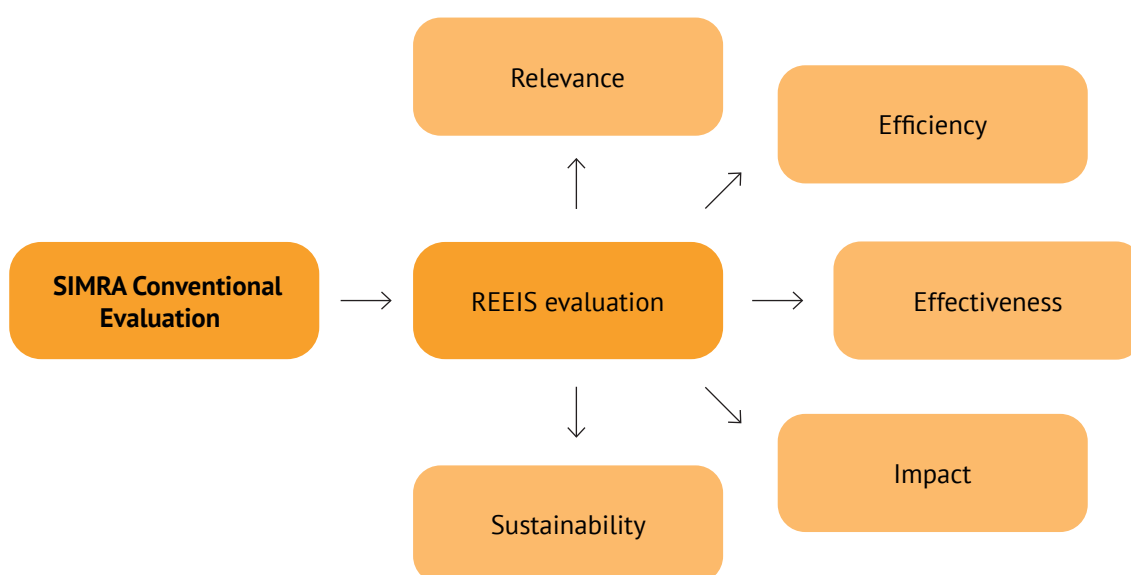 Relevance
Efficiency
SIMRA Conventional
Evaluation
REEIS evaluation
Effectiveness
Impact
Sustainability